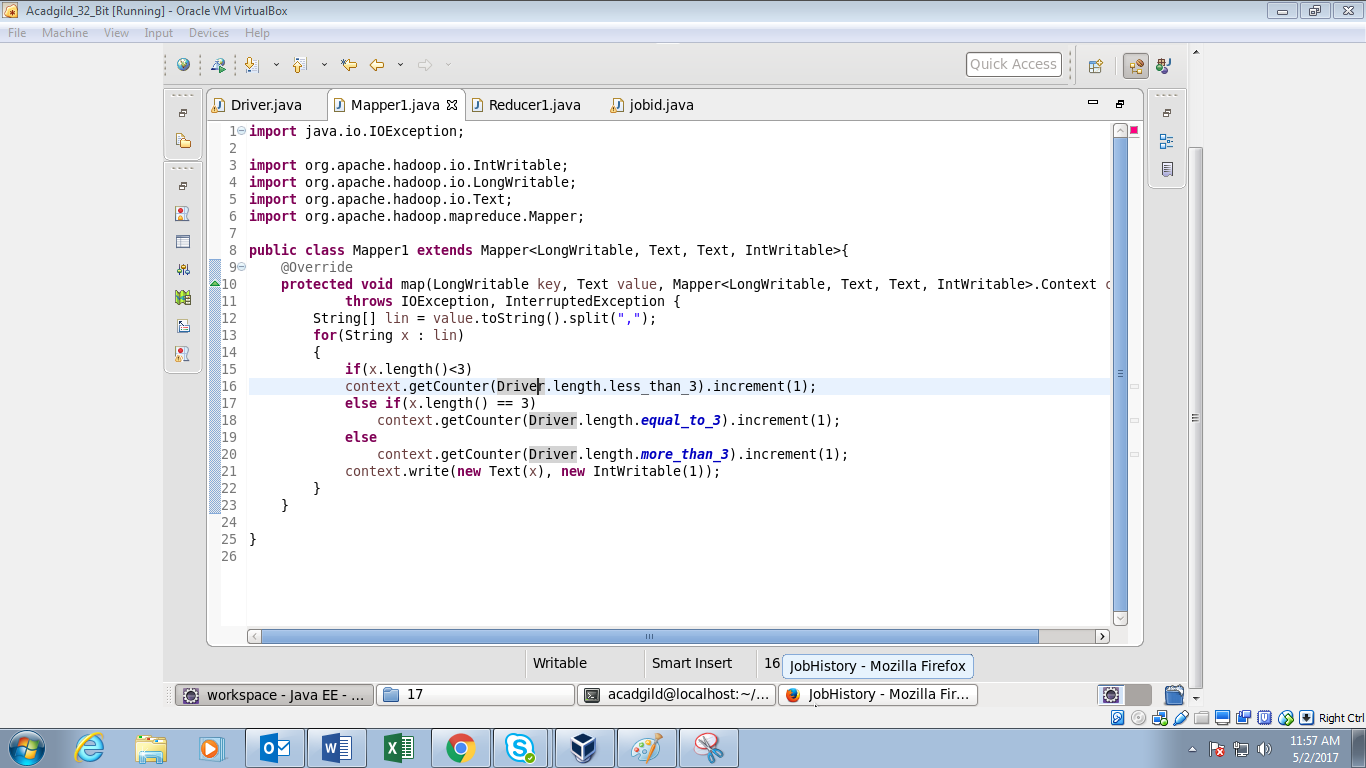 Acadgild_32_Bit [Running] - Oracle VM VirtualBox
File Machine View Input Devices Help
Quick Access
Driver.java Mapper1.java Reducer1.java jobid.java
1 import java.io.IOException;
2
3 import org.apache.hadoop.io.IntWritable;
4 import org.apache.hadoop.io.LongWritable;
5 import org.apache.hadoop.io.Text;
6 import org.apache.hadoop.mapreduce.Mapper;
7
8 public class Mapper1 extends Mapper<LongWritable, Text, Text, IntWritable>{
9 @Override
10 protected void map(LongWritable key, Text value, Mapper<LongWritable, Text, Text, IntWritable>.Context
11 throws IOException, InterruptedException {
12 String[] lin = value.toString().split(",");
13 for(String x : lin)
14 {
15 if(x.length()<3)
16 context.getCounter(Driver.length.less_than_3).increment(1);
17 else if(x.length() == 3)
18 context.getCounter(Driver.length.equal_to_3).increment(1);
19 else
20 context.getCounter(Driver.length.more_than_3).increment(1);
21 context.write(new Text(x), new IntWritable(1));
22 }
23 }
24
25 }
26
Writable Smart Insert 16 JobHistory - Mozilla Firefox
workspace - Java EE - ... 17 acadgild@localhost:~/... JobHistory - Mozilla Fir...
Right Ctrl
11:57 AM
5/2/2017